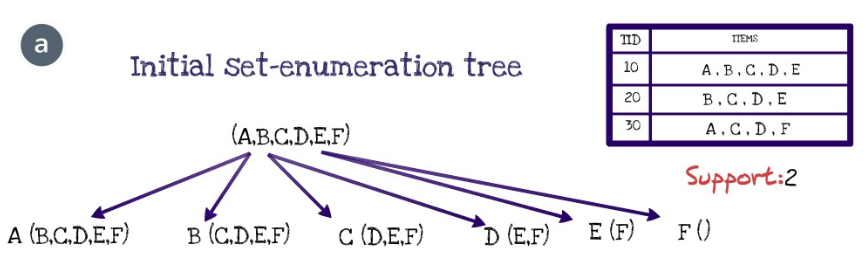 a
Initial set-enumeration tree
TID ITEMS
10 A, B, C, D, E
20 B, C, D, E
30 A, C, D, F
Support:2
(A,B,C,D,E,F)
A (B,C,D,E,F) B (C,D,E,F) C (D,E,F) D (E,F) E (F) F ()